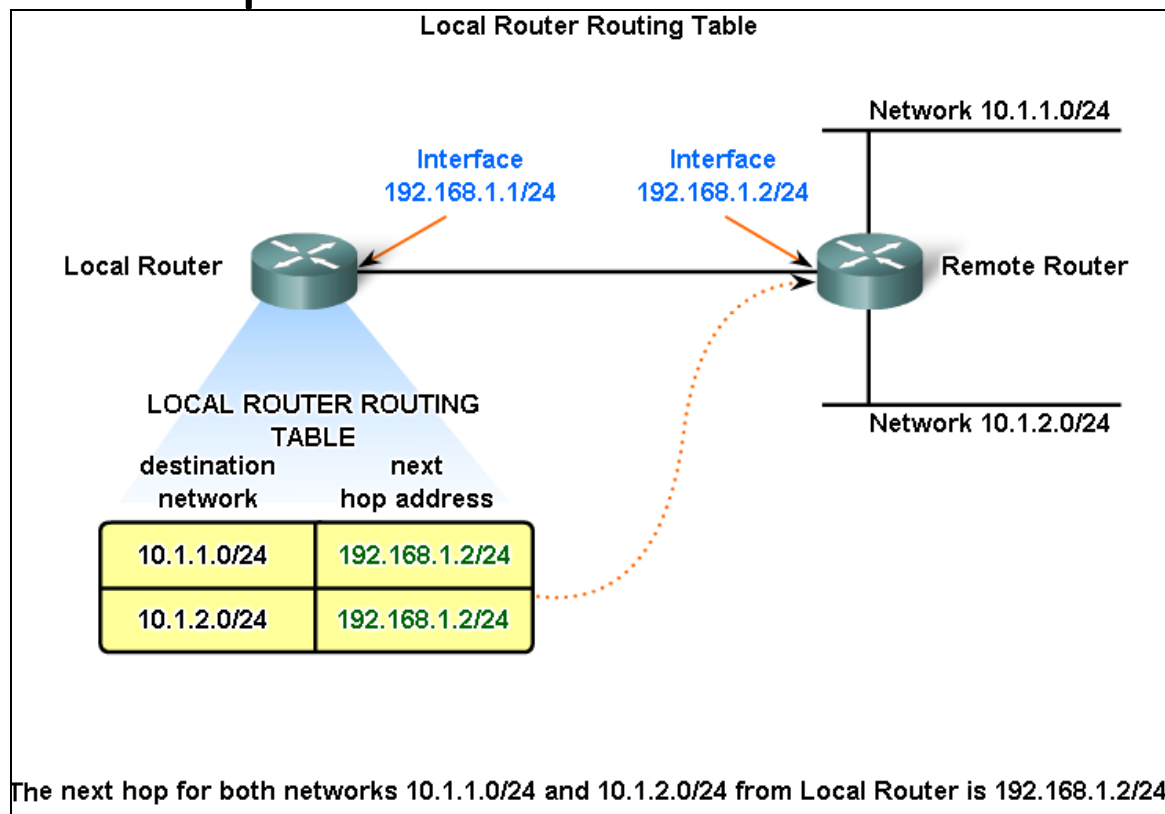 Local Router Routing Table
Network 10.1.1.0/24
Interface
192.168.1.1/24
Interface
192.168.1.2/24
Local Router
Remote Router
LOCAL ROUTER ROUTING
TABLE
destination
network
next
hop address
10.1.1.0/24
192.168.1.2/24
10.1.2.0/24
192.168.1.2/24
Network 10.1.2.0/24
The next hop for both networks 10.1.1.0/24 and 10.1.2.0/24 from Local Router is 192.168.1.2/24